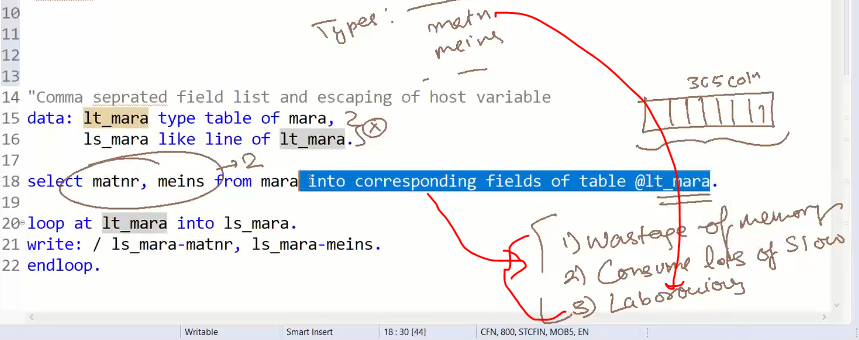 10
11
12
13
Types :
matnr
meins
365 colm
14 "Comma seprated field list and escaping of host variable
15 data: lt_mara type table of mara,
16 ls_mara like line of lt_mara.
17
18 select matnr, meins from mara into corresponding fields of table @lt_mara.
2
19
20 loop at lt_mara into ls_mara.
21 write: / ls_mara-matnr, ls_mara-meins.
22 endloop.
1) Wastage of memory
2) Consume lots of Slow
3)
Writable Smart Insert 18 : 30 [44] CFN, 800, STCFIN, MOB5, EN